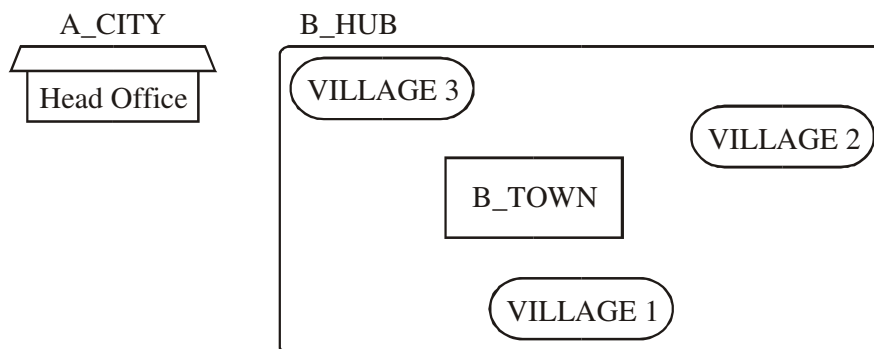 A_CITY
B_HUB
Head Office
VILLAGE 3
VILLAGE 2
B_TOWN
VILLAGE 1